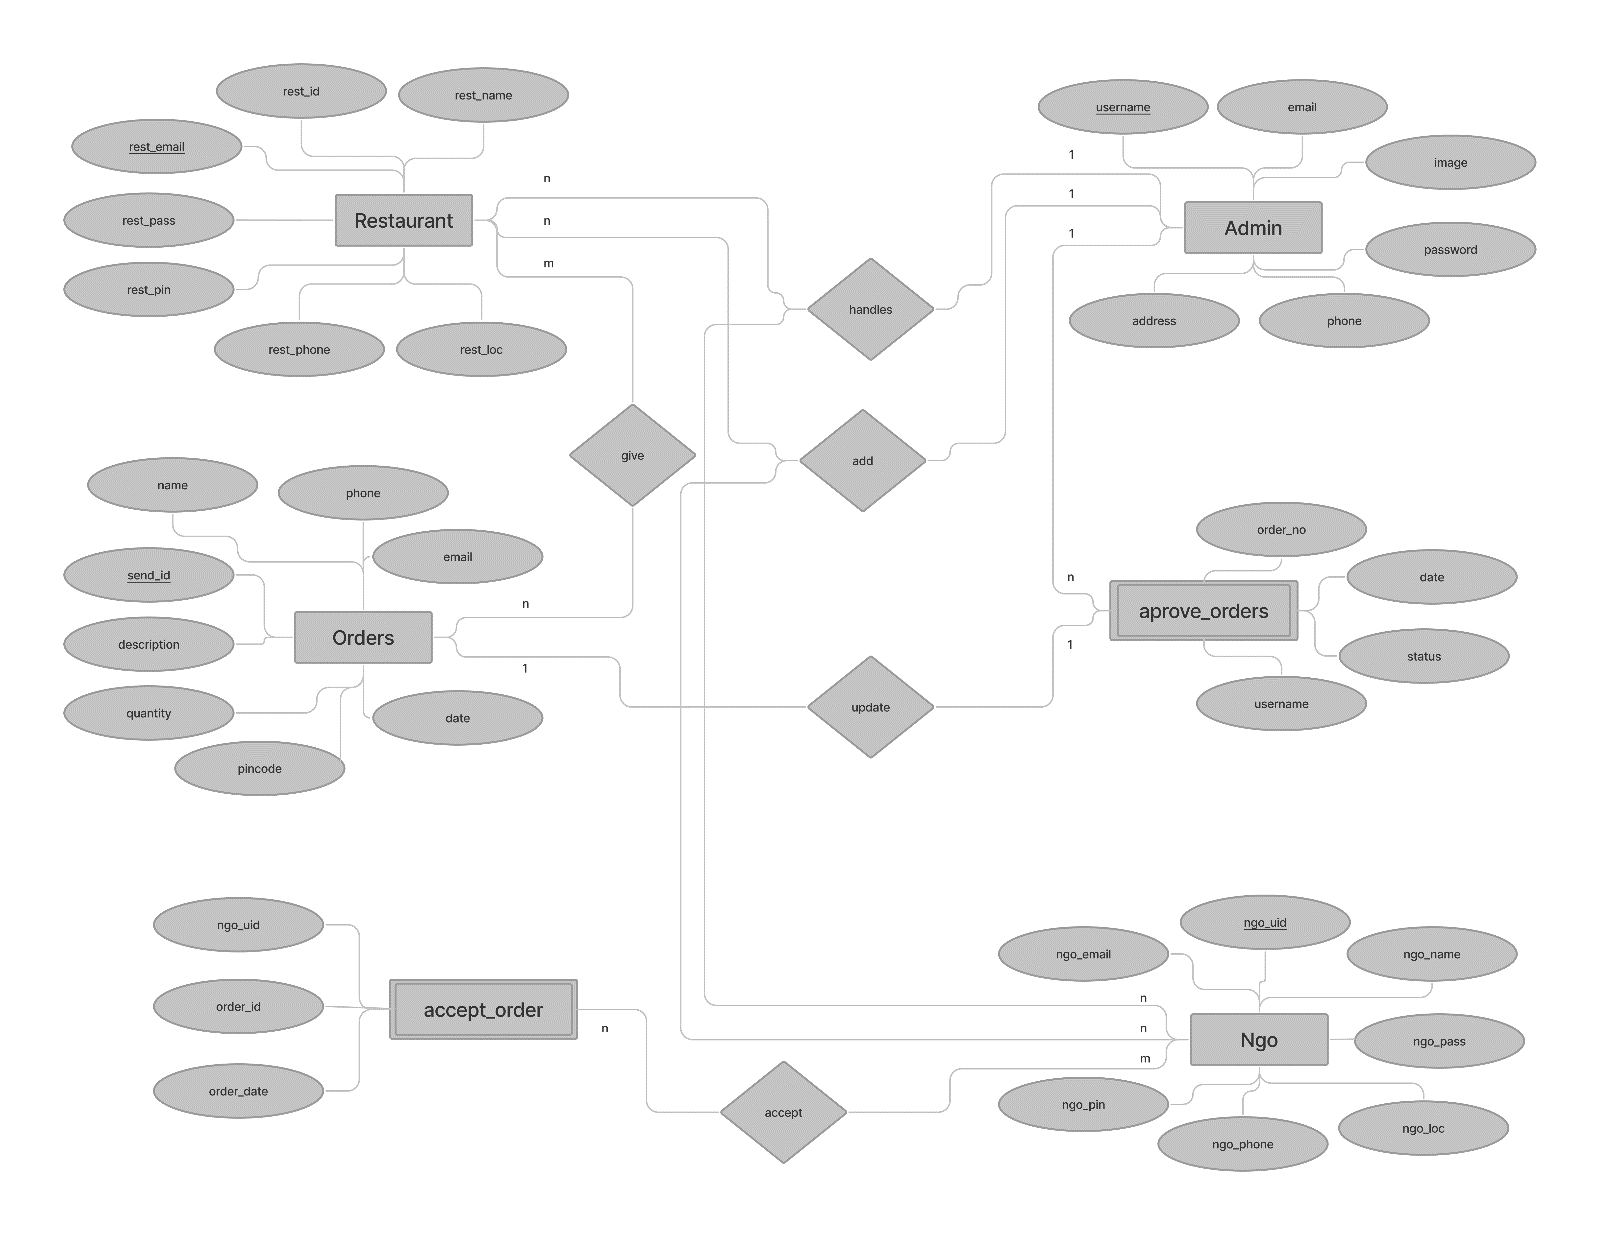 rest_id
rest_name
rest_email
rest_pass
Restaurant
rest_pin
rest_phone
rest_loc
n
n
m
handles
add
give
1
1
1
username
email
image
Admin
password
address
phone
name
phone
email
send_id
Orders
description
quantity
date
pincode
n
1
update
n
1
order_no
date
aprove_orders
status
username
ngo_uid
order_id
order_date
accept_order
n
accept
n
n
m
ngo_email
ngo_uid
ngo_name
Ngo
ngo_pass
ngo_pin
ngo_phone
ngo_loc